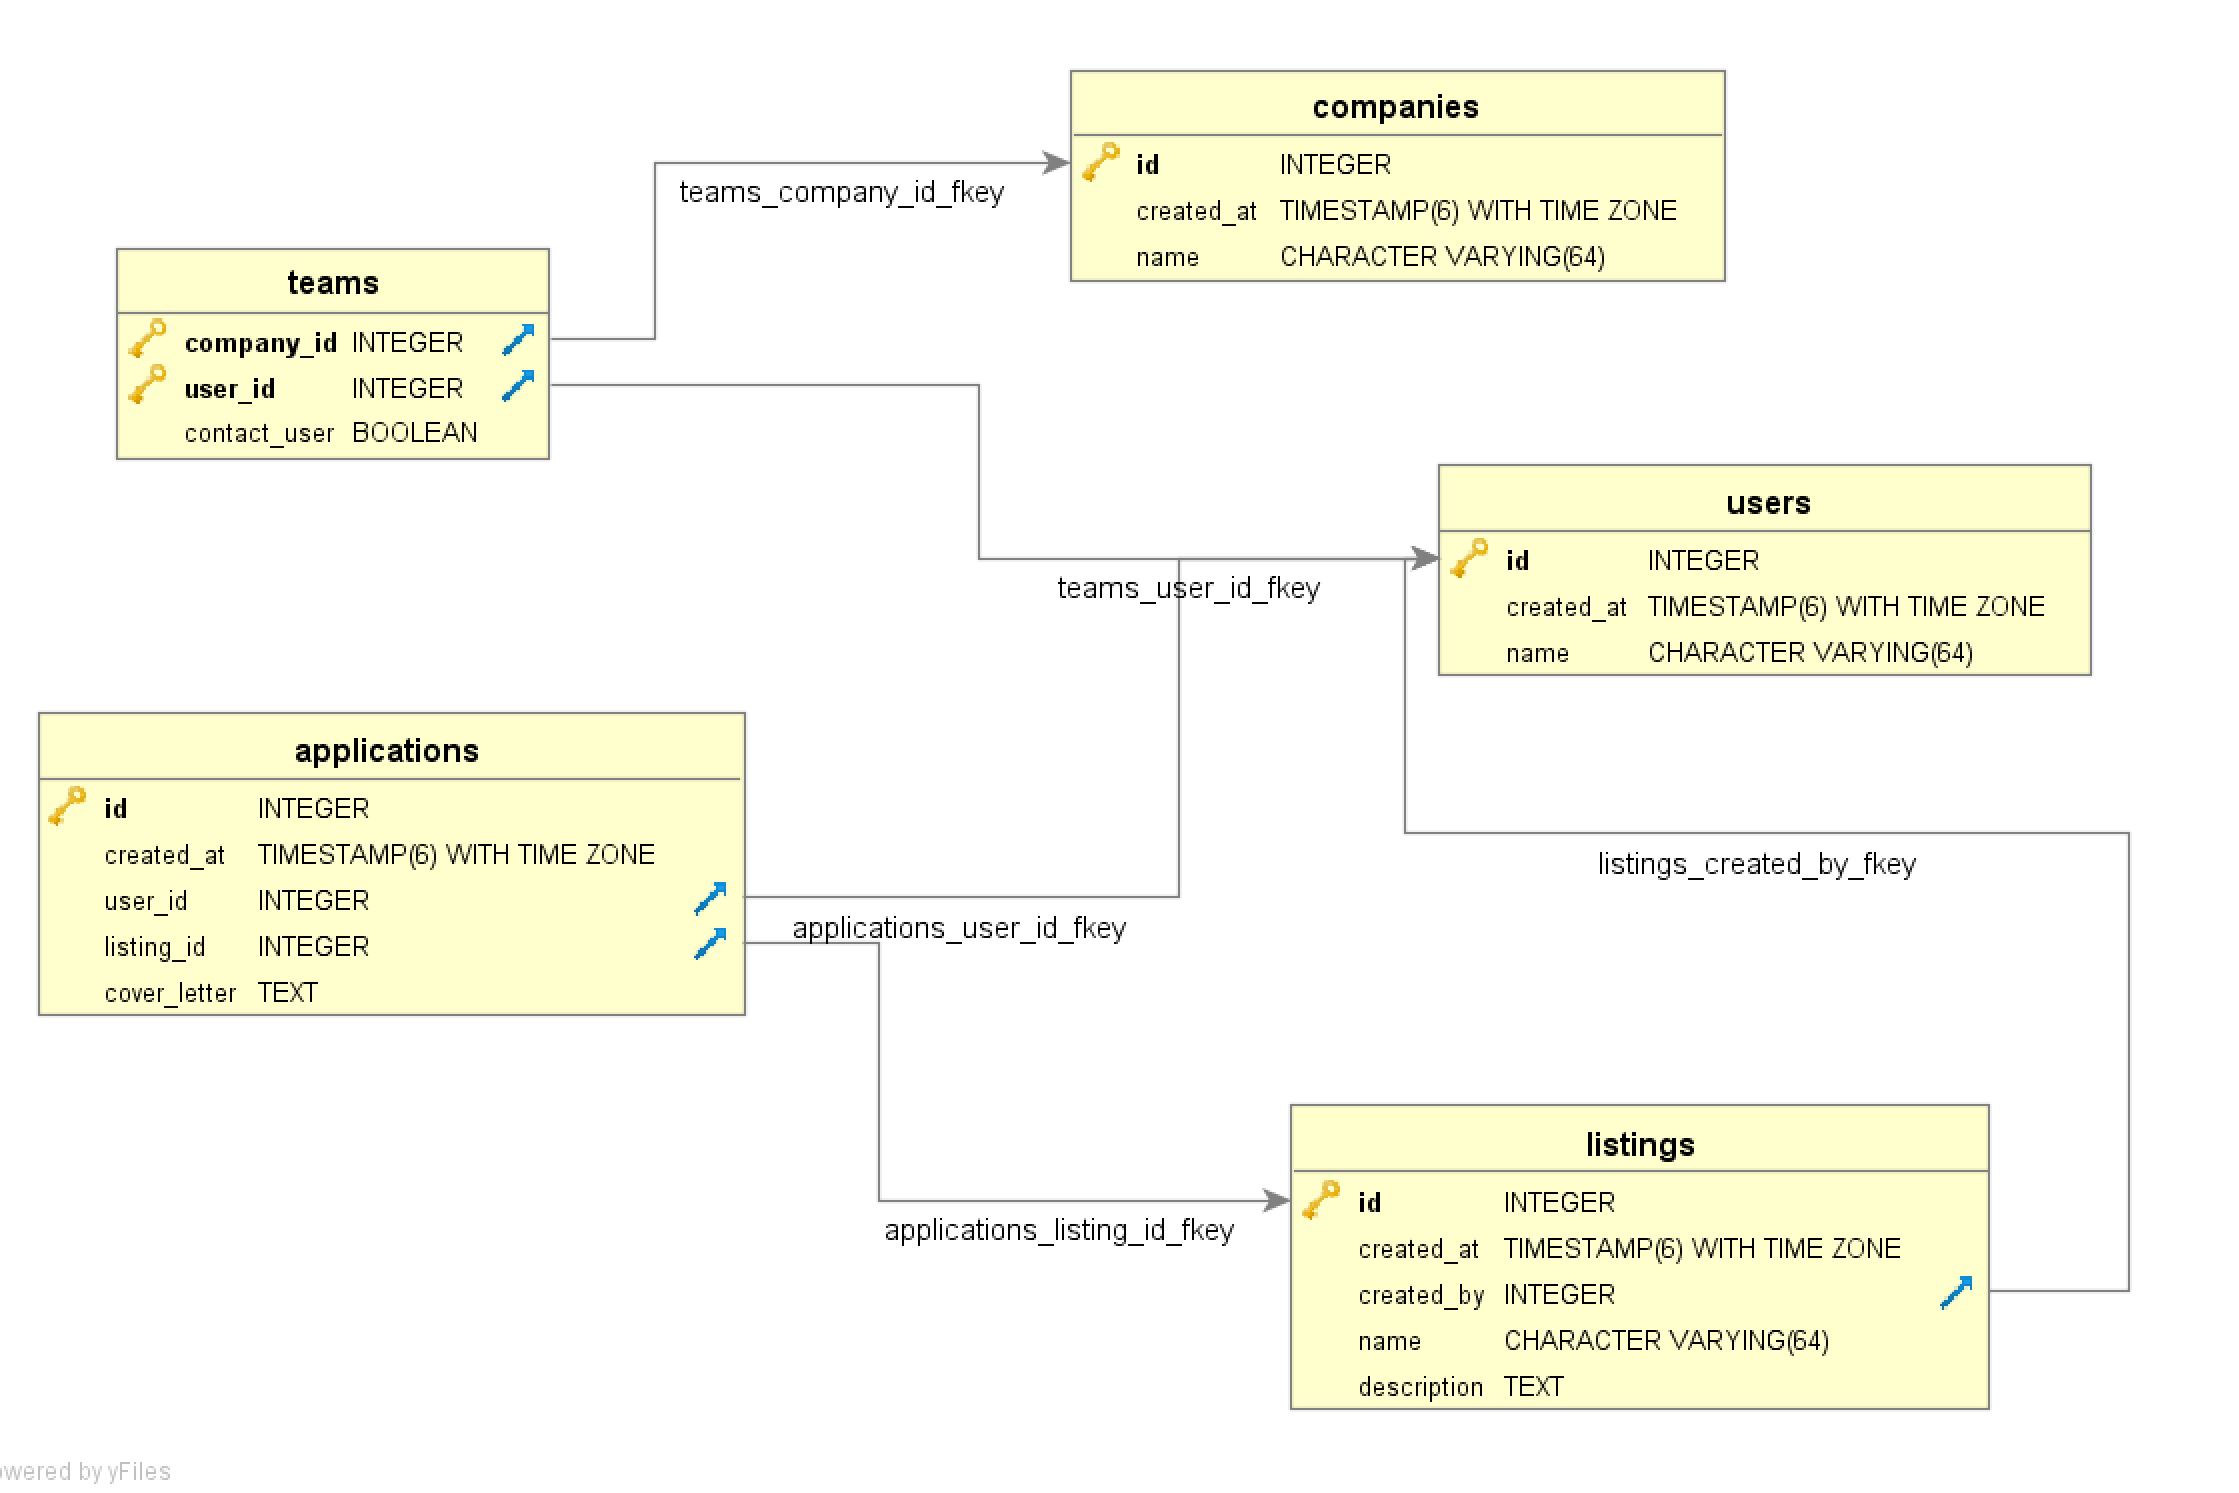 companies
id INTEGER
created_at TIMESTAMP(6) WITH TIME ZONE
name CHARACTER VARYING(64)
teams_company_id_fkey
teams
company_id INTEGER
user_id INTEGER
contact_user BOOLEAN
users
id INTEGER
created_at TIMESTAMP(6) WITH TIME ZONE
name CHARACTER VARYING(64)
teams_user_id_fkey
applications
id INTEGER
created_at TIMESTAMP(6) WITH TIME ZONE
user_id INTEGER
listing_id INTEGER
cover_letter TEXT
applications_user_id_fkey
listings_created_by_fkey
applications_listing_id_fkey
listings
id INTEGER
created_at TIMESTAMP(6) WITH TIME ZONE
created_by INTEGER
name CHARACTER VARYING(64)
description TEXT
owered by yFiles